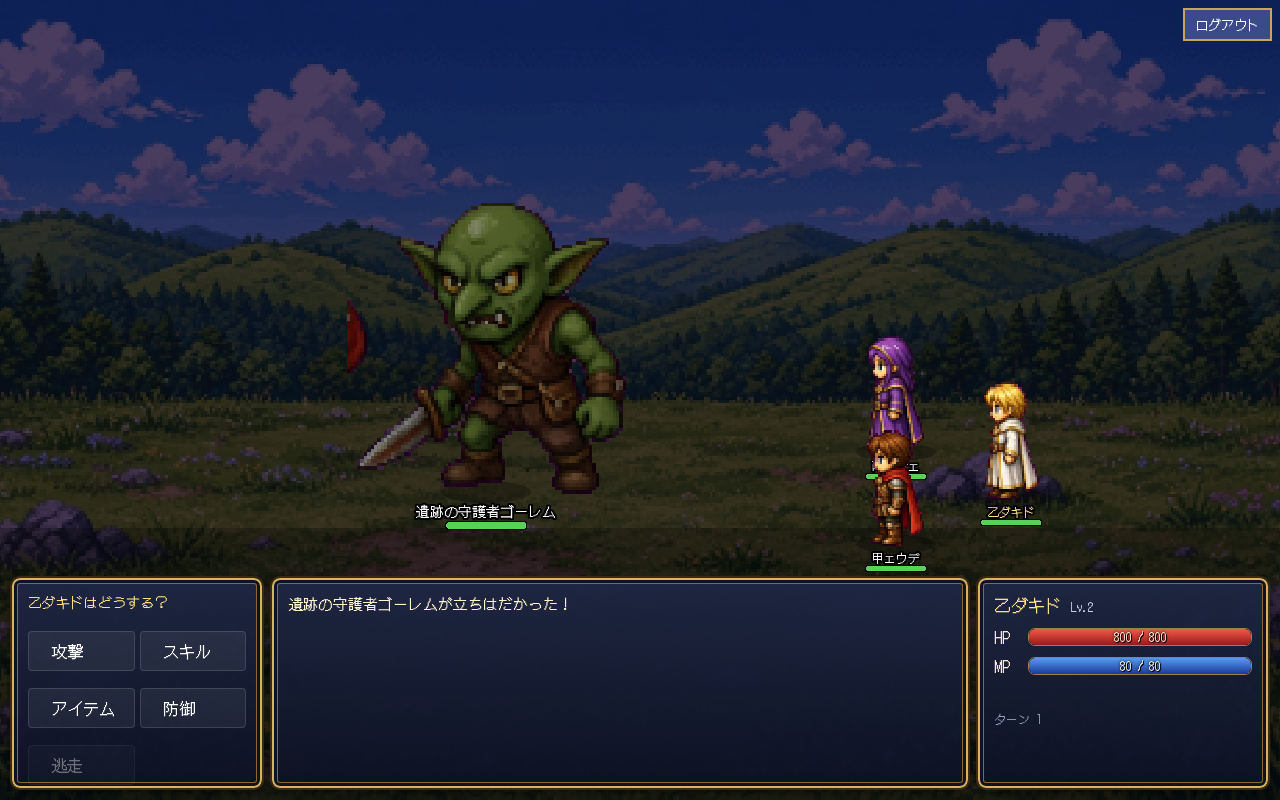 ログアウト
遺跡の守護者ゴーレム
ェ
乙ダキド
甲ェウデ
乙ダキドはどうする?
攻撃
スキル
アイテム
防御
逃走
遺跡の守護者ゴーレムが立ちはだかった!
乙ダキド Lv.2
HP 800 / 800
MP 80 / 80
ターン 1